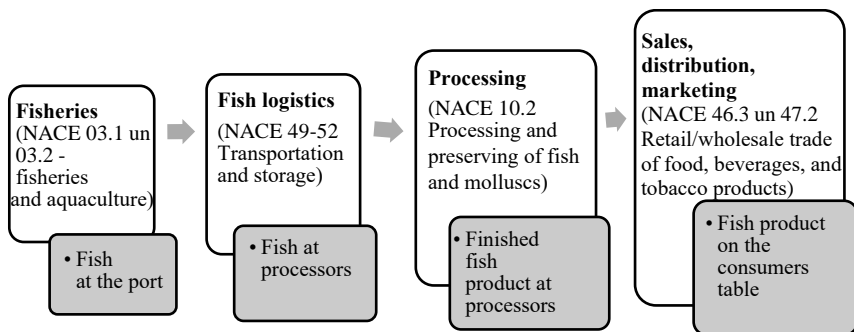 Fisheries
(NACE 03.1 un
03.2 -
fisheries
and aquaculture)
• Fish
at the port
Fish logistics
(NACE 49-52
Transportation
and storage)
• Fish at
processors
Processing
(NACE 10.2
Processing and
preserving of fish
and molluscs)
• Finished
fish
product at
processors
Sales,
distribution,
marketing
(NACE 46.3 un 47.2
Retail/wholesale trade
of food, beverages, and
tobacco products)
• Fish product
on the
consumers
table